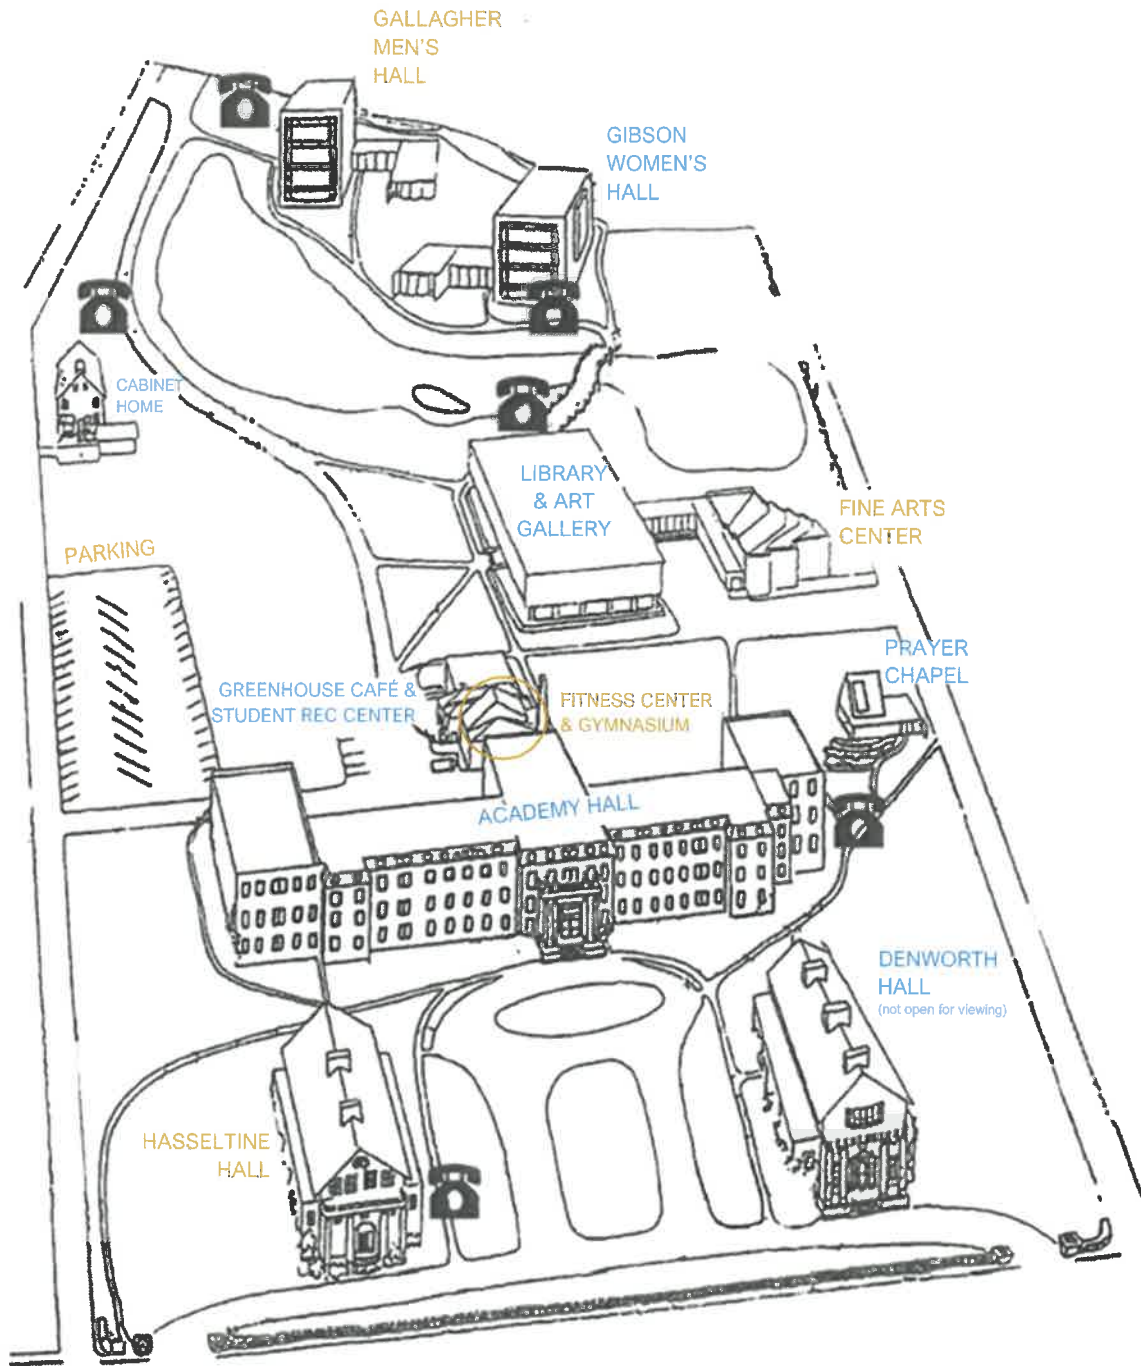 GALLAGHER
MEN'S
HALL
GIBSON
WOMEN'S
HALL
CABINET
HOME
LIBRARY
& ART
GALLERY
FINE ARTS
CENTER
PARKING
PRAYER
CHAPEL
GREENHOUSE CAFÉ &
STUDENT REC CENTER
FITNESS CENTER
& GYMNASIUM
ACADEMY HALL
DENWORTH
HALL
(not open for viewing)
HASSELTINE
HALL